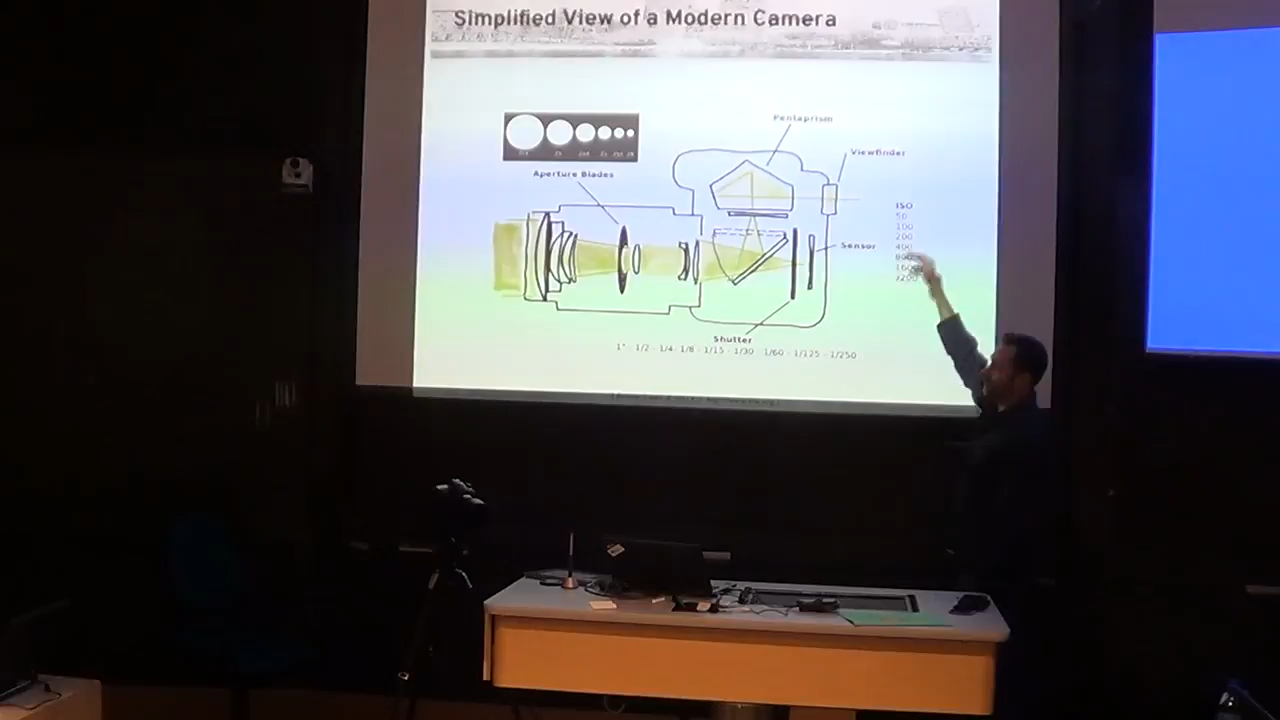 Simplified View of a Modern Camera
Pentaprism
Viewfinder
Aperture Blades
ISO
50
100
200
400
800
1600
3200
Sensor
Shutter
1" - 1/2 - 1/4 - 1/8 - 1/15 - 1/30 - 1/60 - 1/125 - 1/250